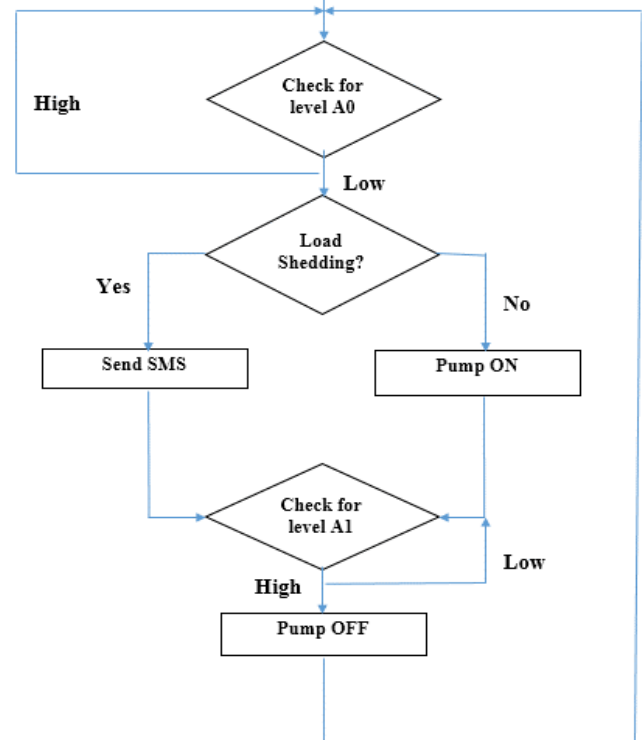 Check for
level A0
High
Low
Load
Shedding?
Yes
No
Send SMS
Pump ON
Check for
level A1
Low
High
Pump OFF